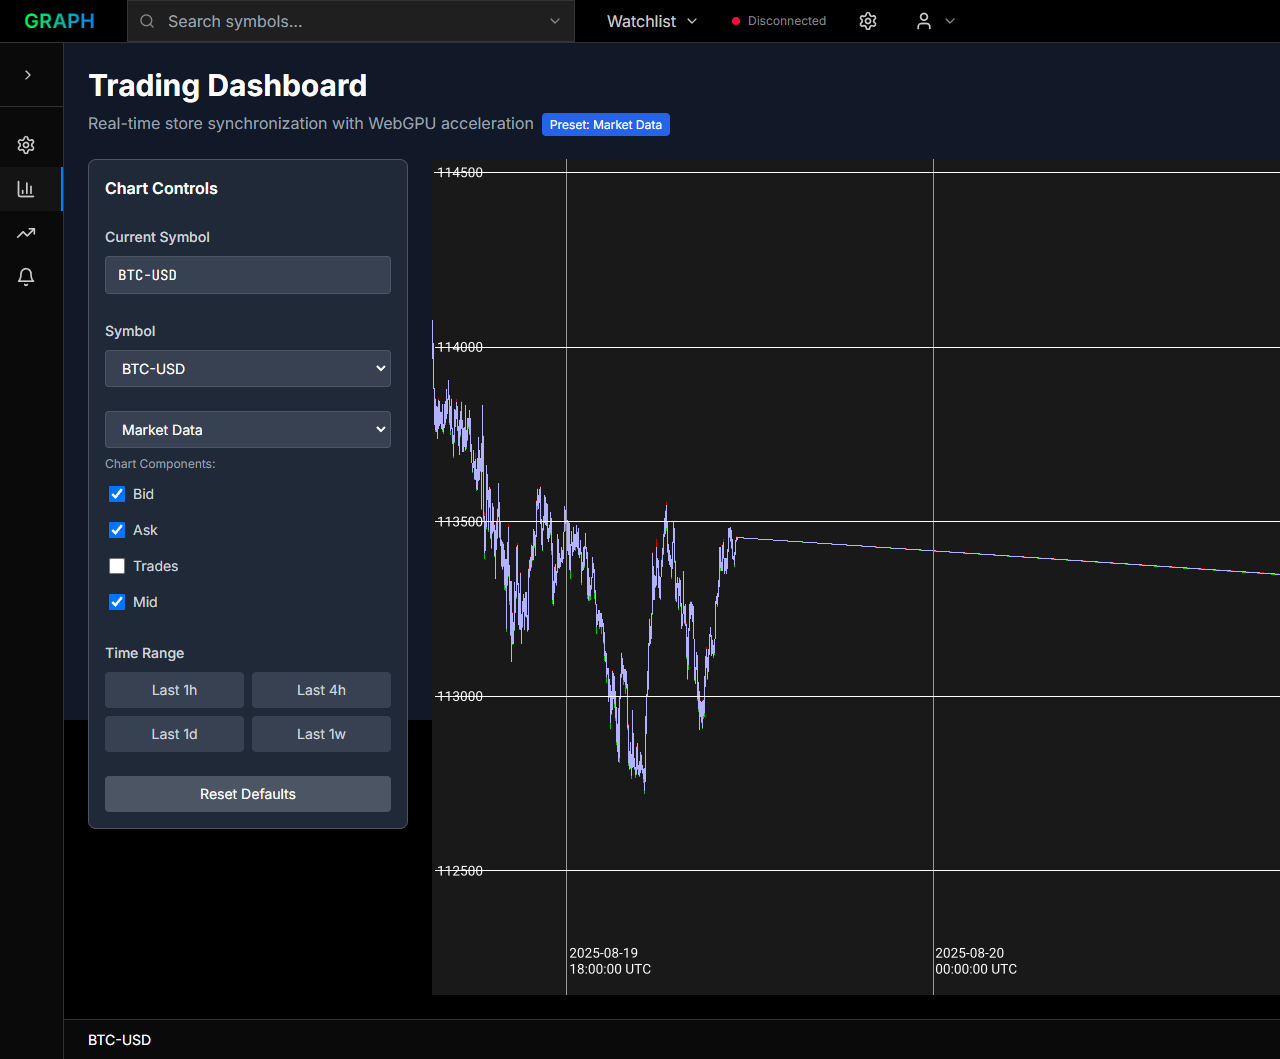 GRAPH
Search symbols...
Watchlist
Disconnected
Trading Dashboard
Real-time store synchronization with WebGPU acceleration
Preset: Market Data
Chart Controls
Current Symbol
BTC-USD
Symbol
BTC-USD
Market Data
Chart Components:
Bid
Ask
Trades
Mid
Time Range
Last 1h
Last 4h
Last 1d
Last 1w
Reset Defaults
114500
114000
113500
113000
112500
2025-08-19
18:00:00 UTC
2025-08-20
00:00:00 UTC
BTC-USD